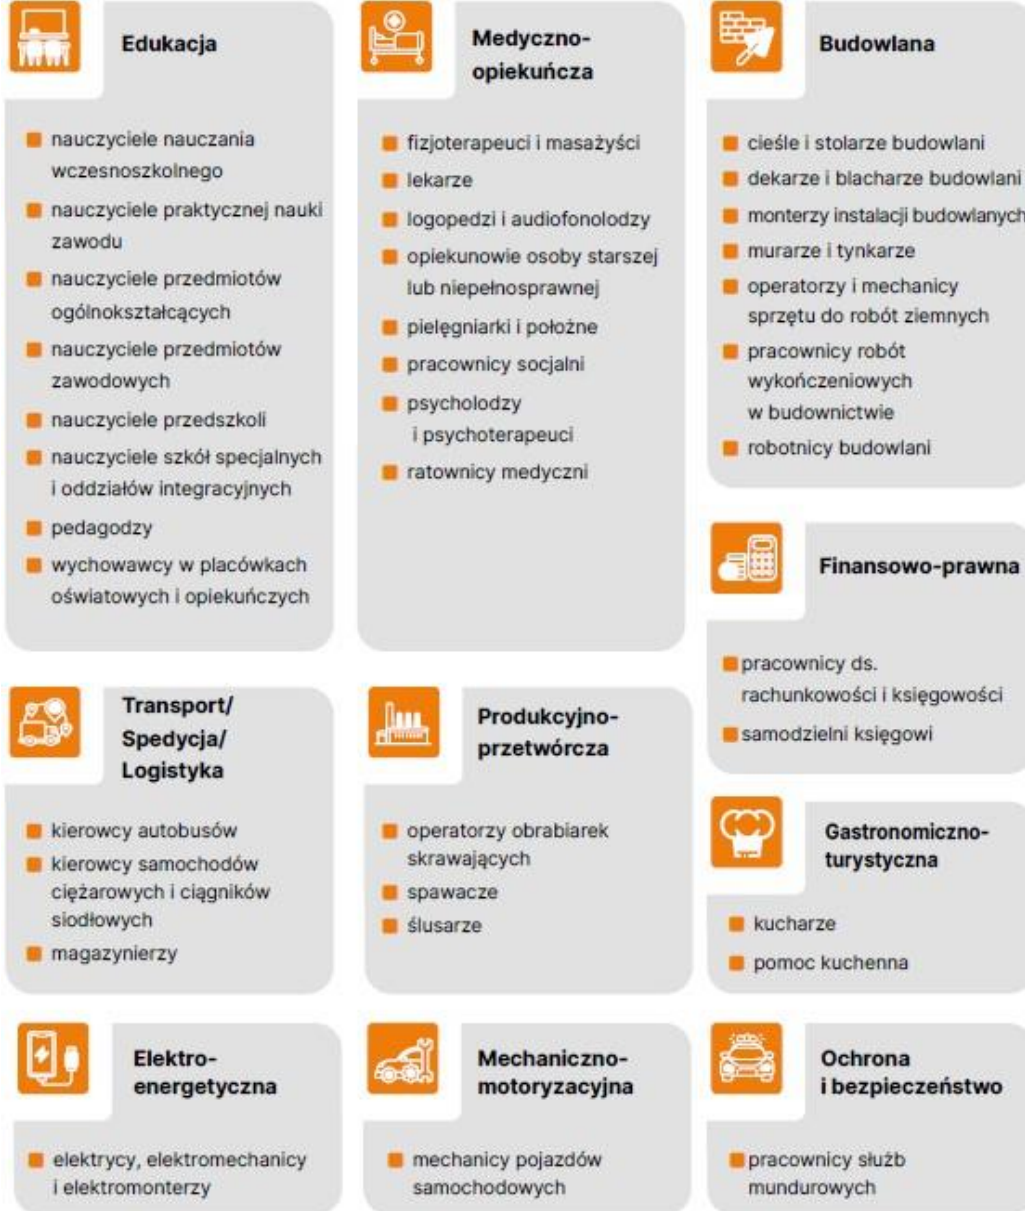 Edukacja
nauczyciele nauczania
wczesnoszkolnego
nauczyciele praktycznej nauki
zawodu
nauczyciele przedmiotów
ogólnokształcących
nauczyciele przedmiotów
zawodowych
nauczyciele przedszkoli
nauczyciele szkół specjalnych
i oddziałów integracyjnych
pedagodzy
wychowawcy w placówkach
oświatowych i opiekuńczych
Medyczno-
opiekuńcza
fizjoterapeuci i masażyści
lekarze
logopedzi i audiofonolodzy
opiekunowie osoby starszej
lub niepełnosprawnej
pielęgniarki i położne
pracownicy socjalni
psycholodzy
i psychoterapeuci
ratownicy medyczni
Budowlana
cieśle i stolarze budowlani
dekarze i blacharze budowlani
monterzy instalacji budowlanych
murarze i tynkarze
operatorzy i mechanicy
sprzętu do robót ziemnych
pracownicy robót
wykończeniowych
w budownictwie
robotnicy budowlani
Finansowo-prawna
pracownicy ds.
rachunkowości i księgowości
samodzielni księgowi
Transport/
Spedycja/
Logistyka
kierowcy autobusów
kierowcy samochodów
ciężarowych i ciągników
siodłowych
magazynierzy
Produkcyjno-
przetwórcza
operatorzy obrabiarek
skrawających
spawacze
ślusarze
Gastronomiczno-
turystyczna
kucharze
pomoc kuchenna
Elektro-
energetyczna
elektrycy, elektromechanicy
i elektromonterzy
Mechaniczno-
motoryzacyjna
mechanicy pojazdów
samochodowych
Ochrona
i bezpieczeństwo
pracownicy służb
mundurowych